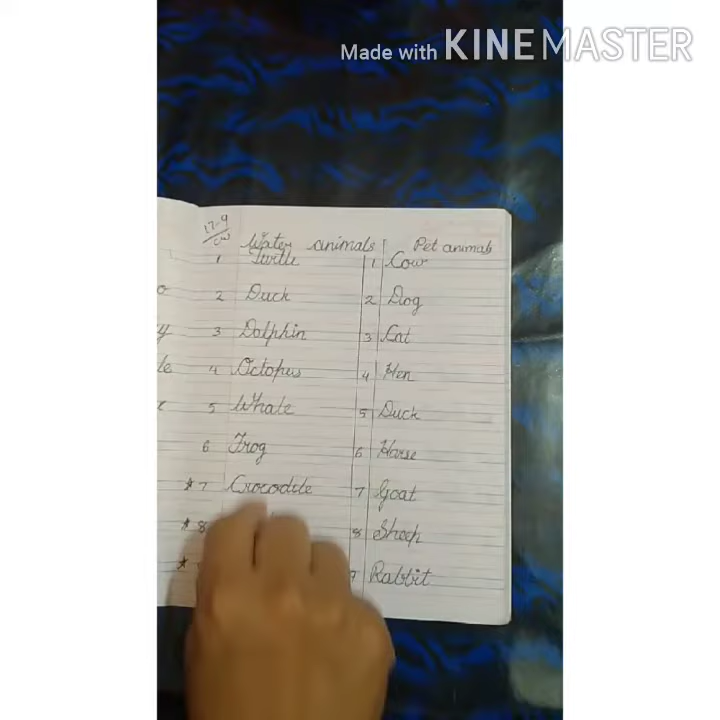 Made with KINEMASTER
17-9
cw
Water animals
Pet animals
1 Turtle
1 Cow
2 Duck
2 Dog
3 Dolphin
3 Cat
4 Octopus
4 Hen
5 Whale
5 Duck
6 Frog
6 Horse
*7 Crocodile
7 Goat
*8
8 Sheep
*
9 Rabbit